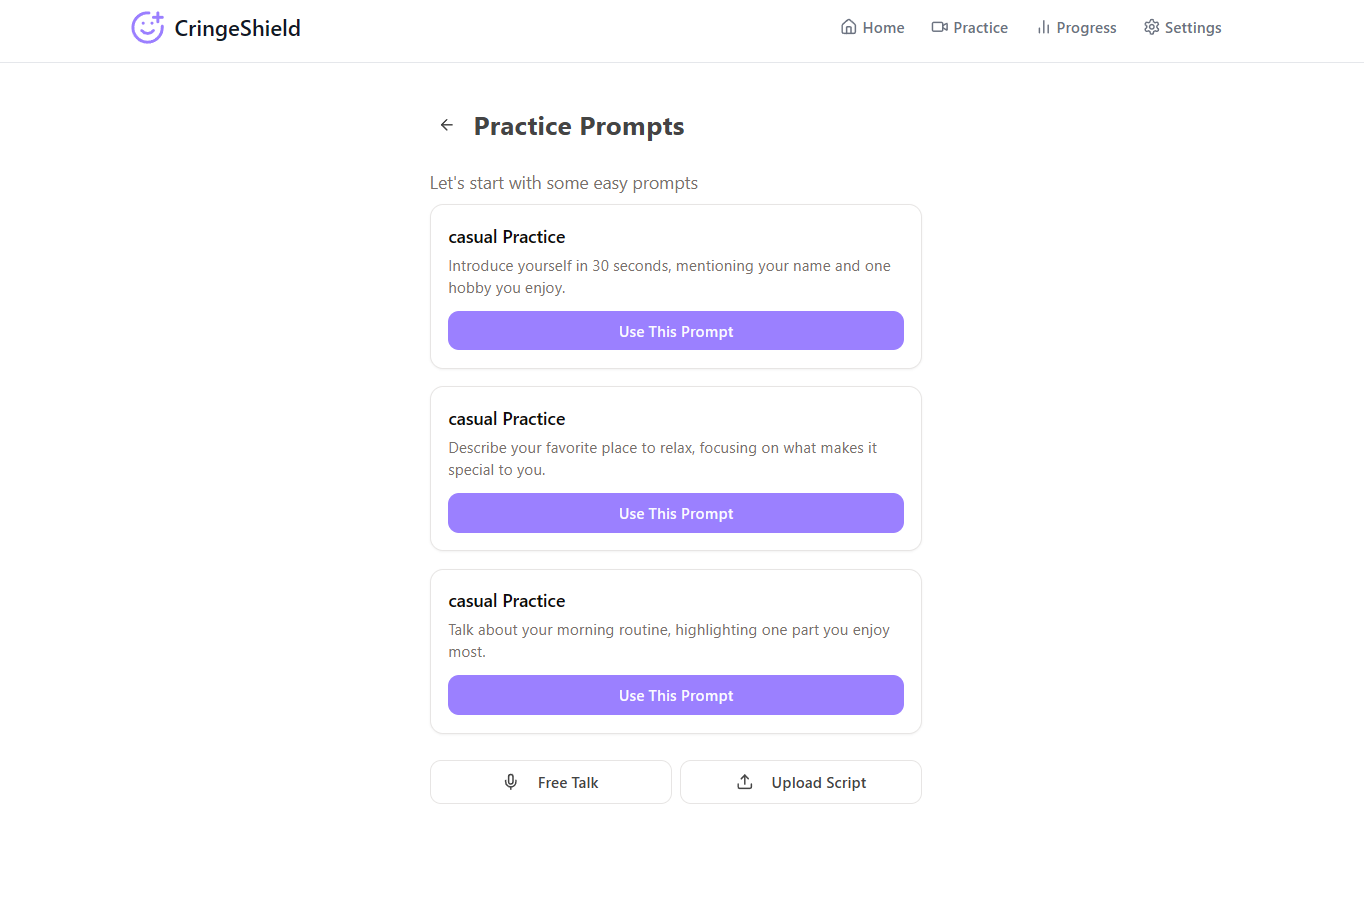 CringeShield
Home
Practice
Progress
Settings
Practice Prompts
Let's start with some easy prompts
casual Practice
Introduce yourself in 30 seconds, mentioning your name and one
hobby you enjoy.
Use This Prompt
casual Practice
Describe your favorite place to relax, focusing on what makes it
special to you.
Use This Prompt
casual Practice
Talk about your morning routine, highlighting one part you enjoy
most.
Use This Prompt
Free Talk
Upload Script